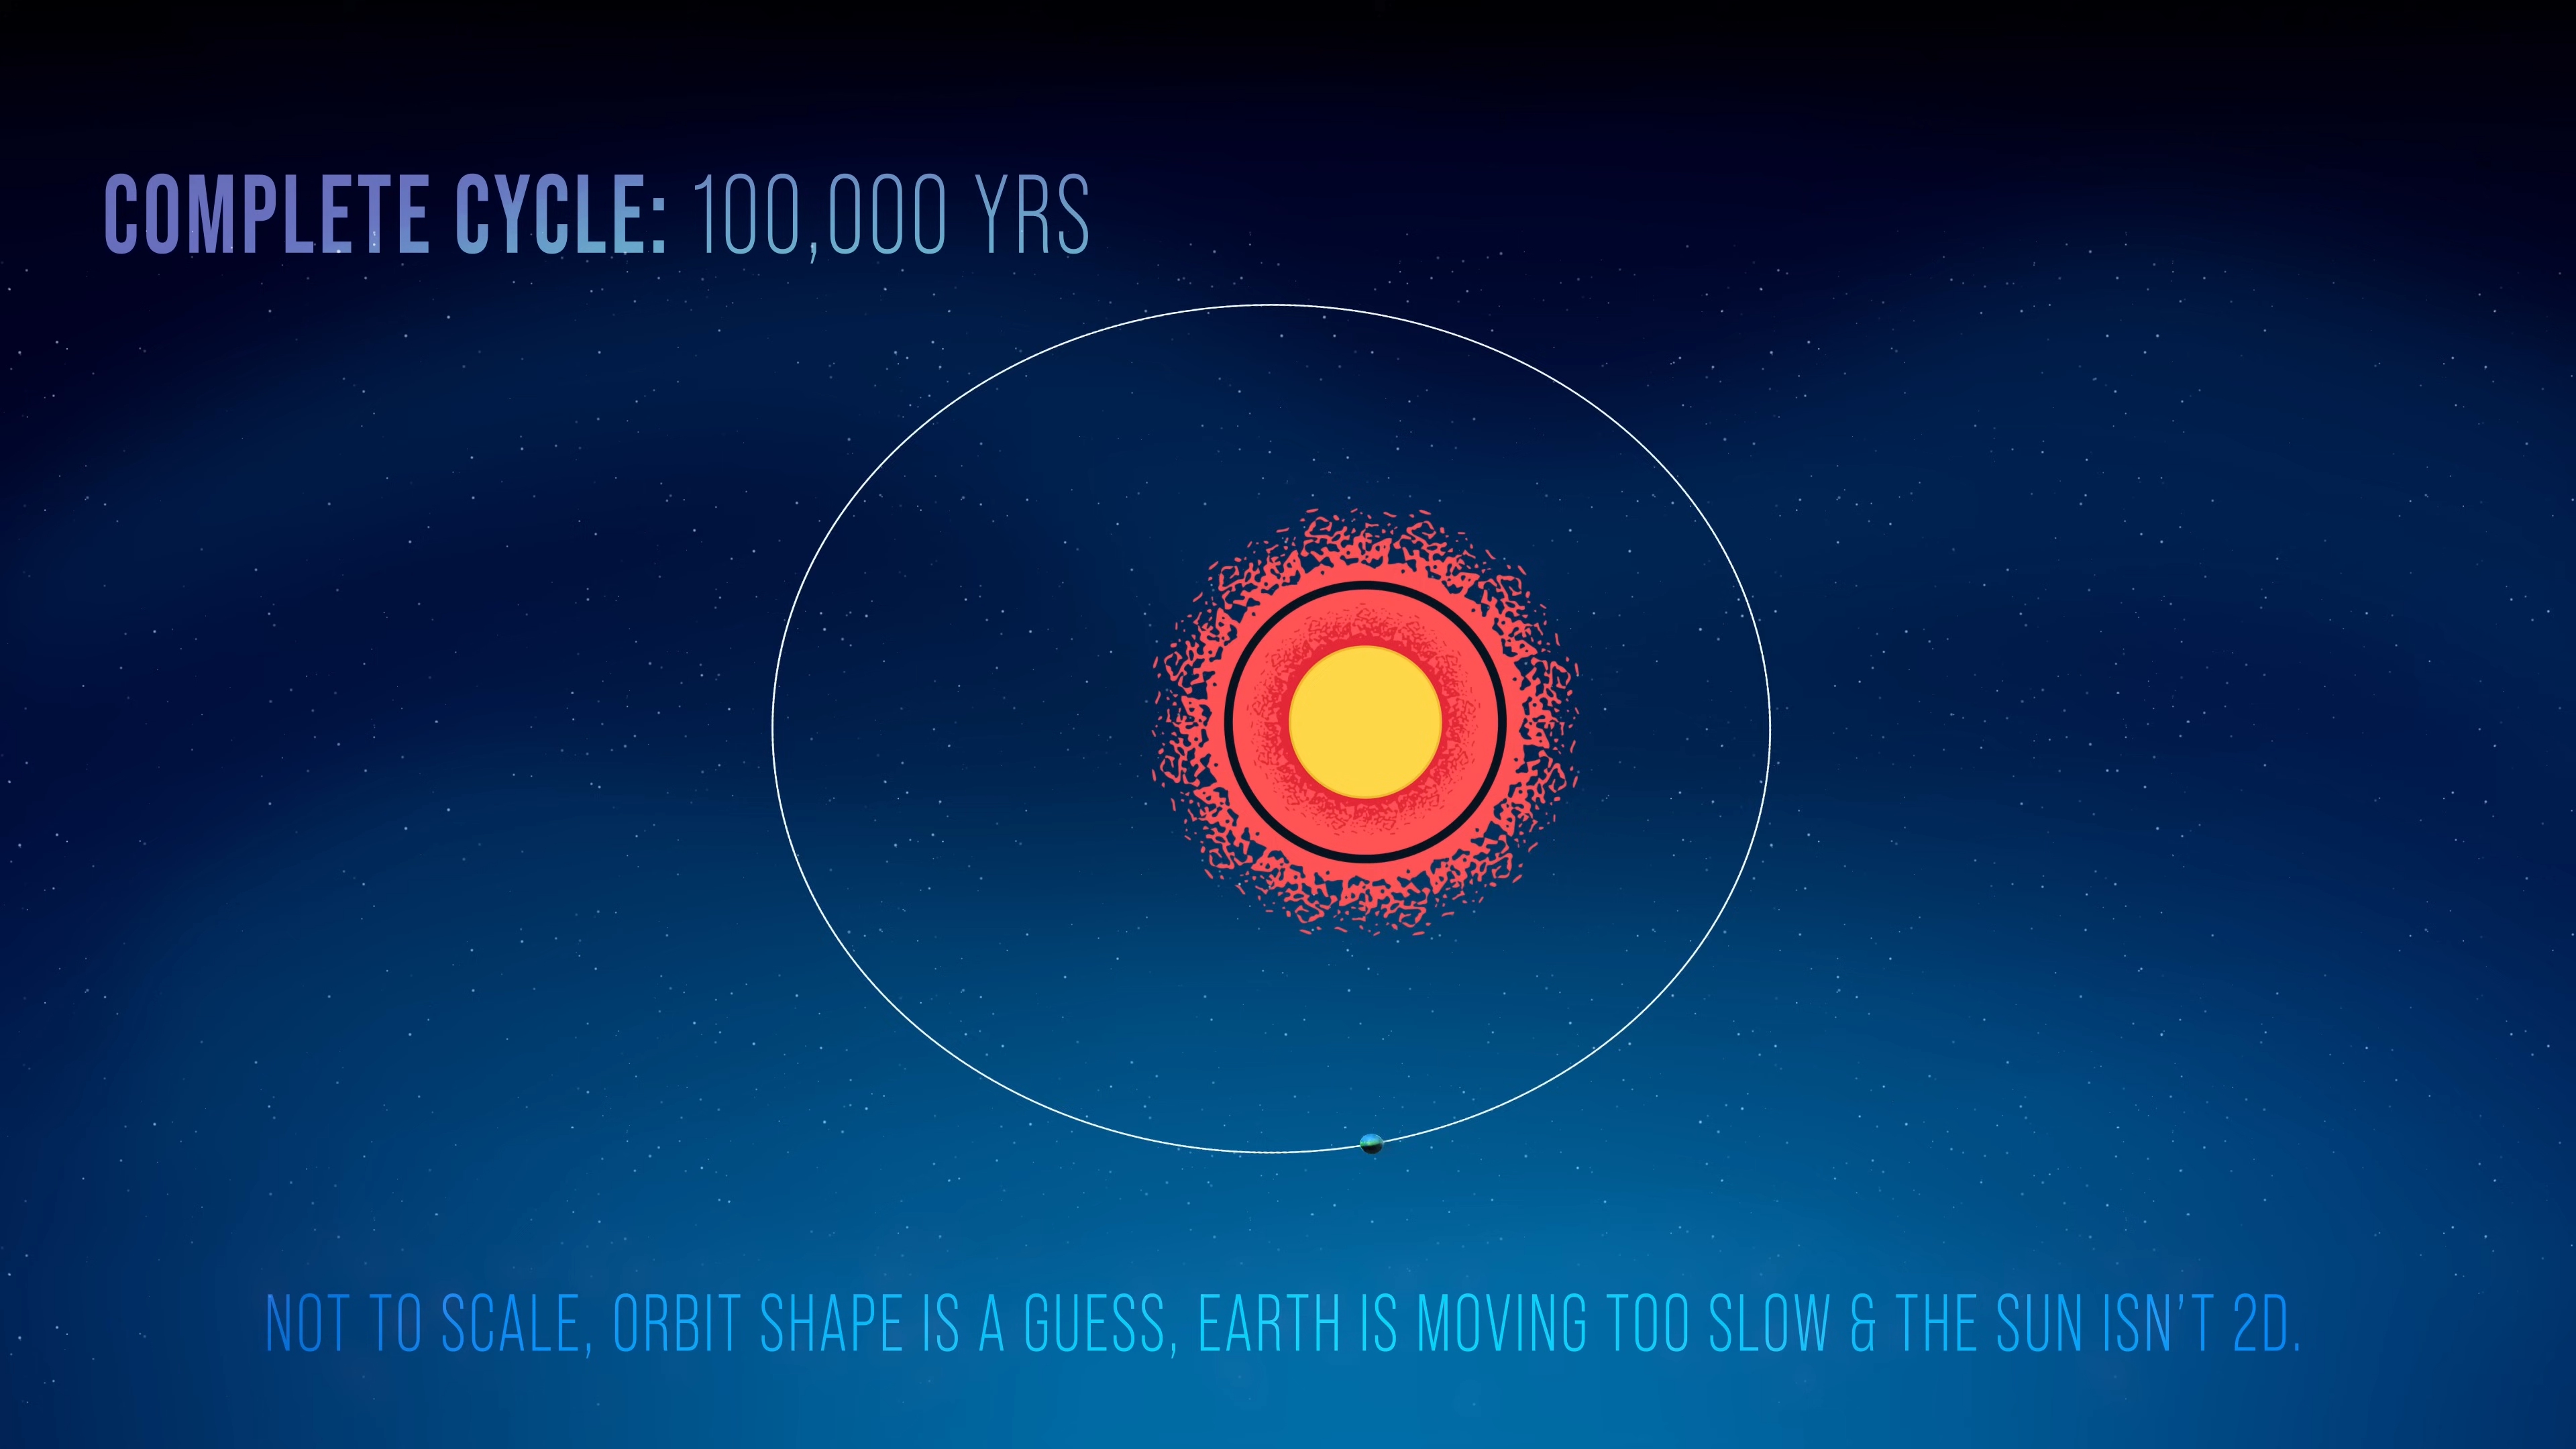 COMPLETE CYCLE: 100,000 YRS
NOT TO SCALE, ORBIT SHAPE IS A GUESS, EARTH IS MOVING TOO SLOW & THE SUN ISN'T 2D.